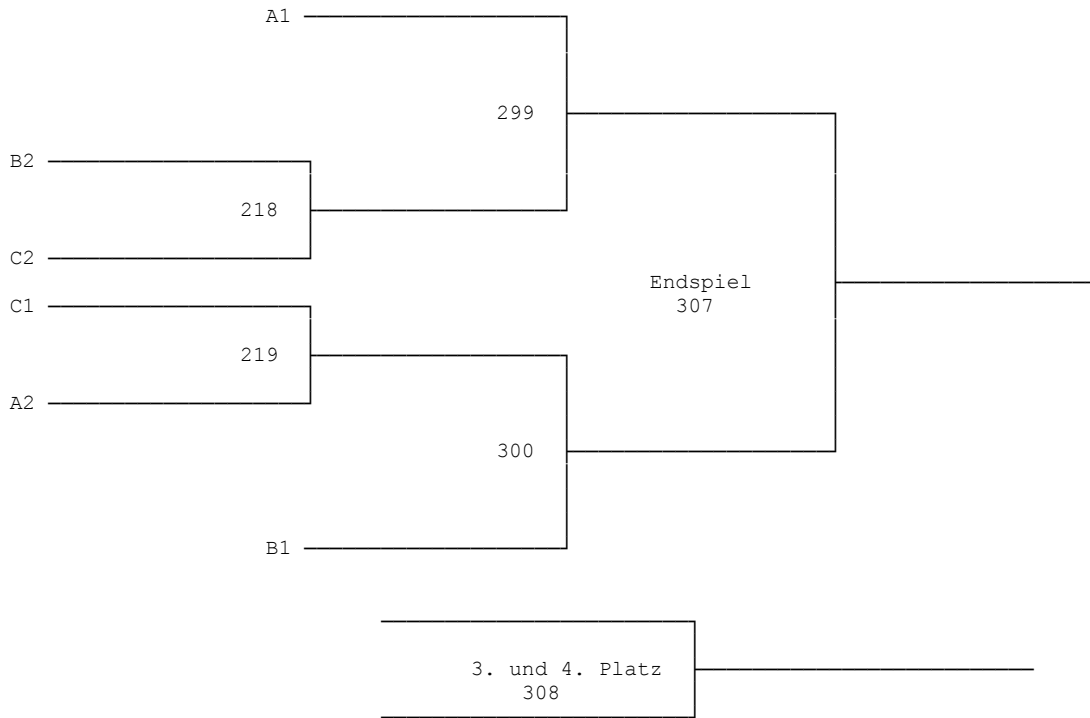 A1
299
B2
218
C2
Endspiel
C1
307
219
A2
300
B1
3. und 4. Platz
308